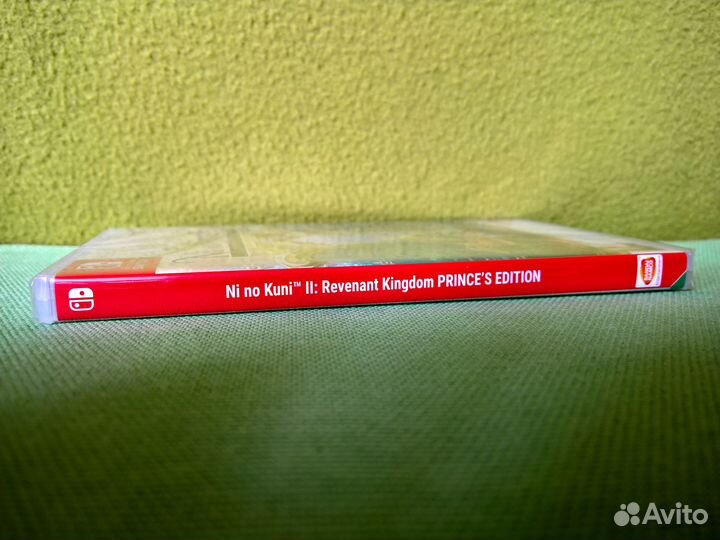 Ni no Kuni™ II: Revenant Kingdom PRINCE'S EDITION
Avito